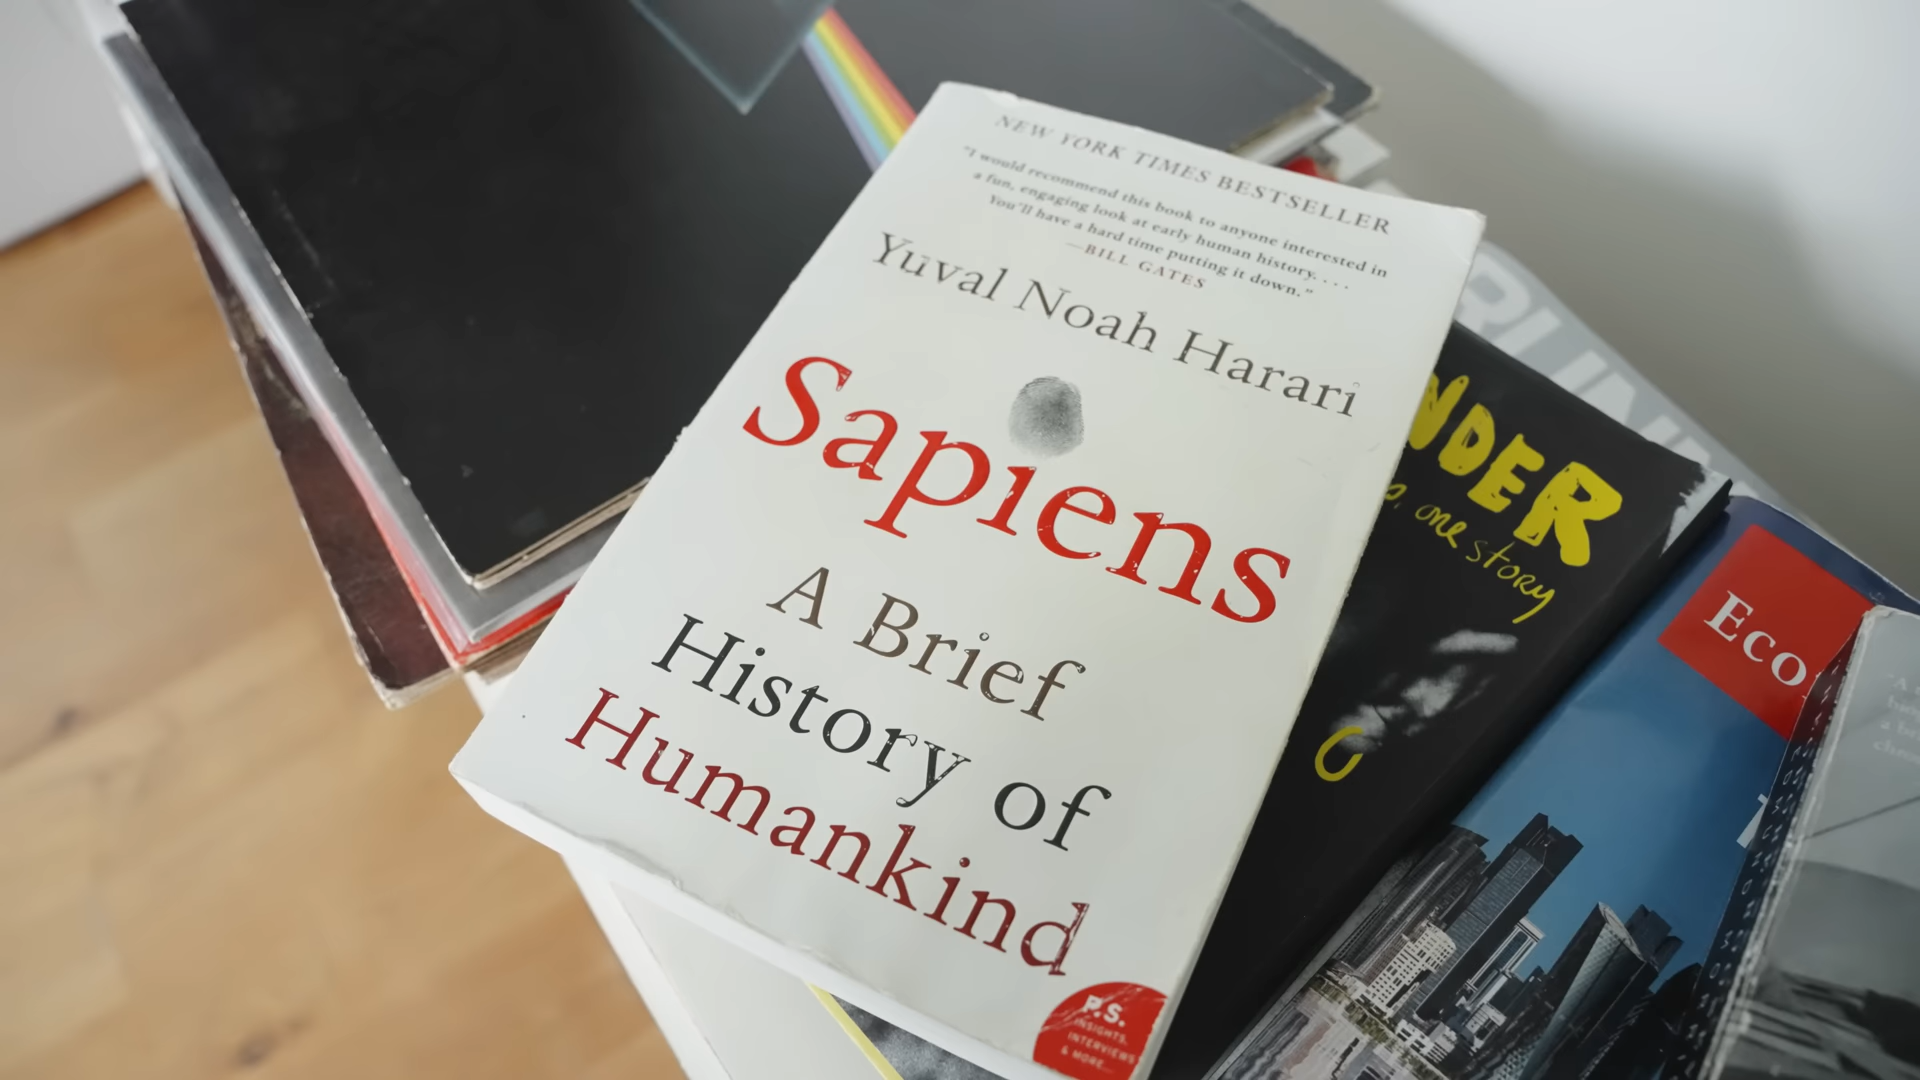 NEW YORK TIMES BESTSELLER
"I would recommend this book to anyone interested in
a fun, engaging look at early human history. . . .
You'll have a hard time putting it down."
—BILL GATES
Yuval Noah Harari
Sapiens
A Brief
History of
Humankind
P.S.
INSIGHTS,
INTERVIEWS
& MORE...
NDER
one story
Eco